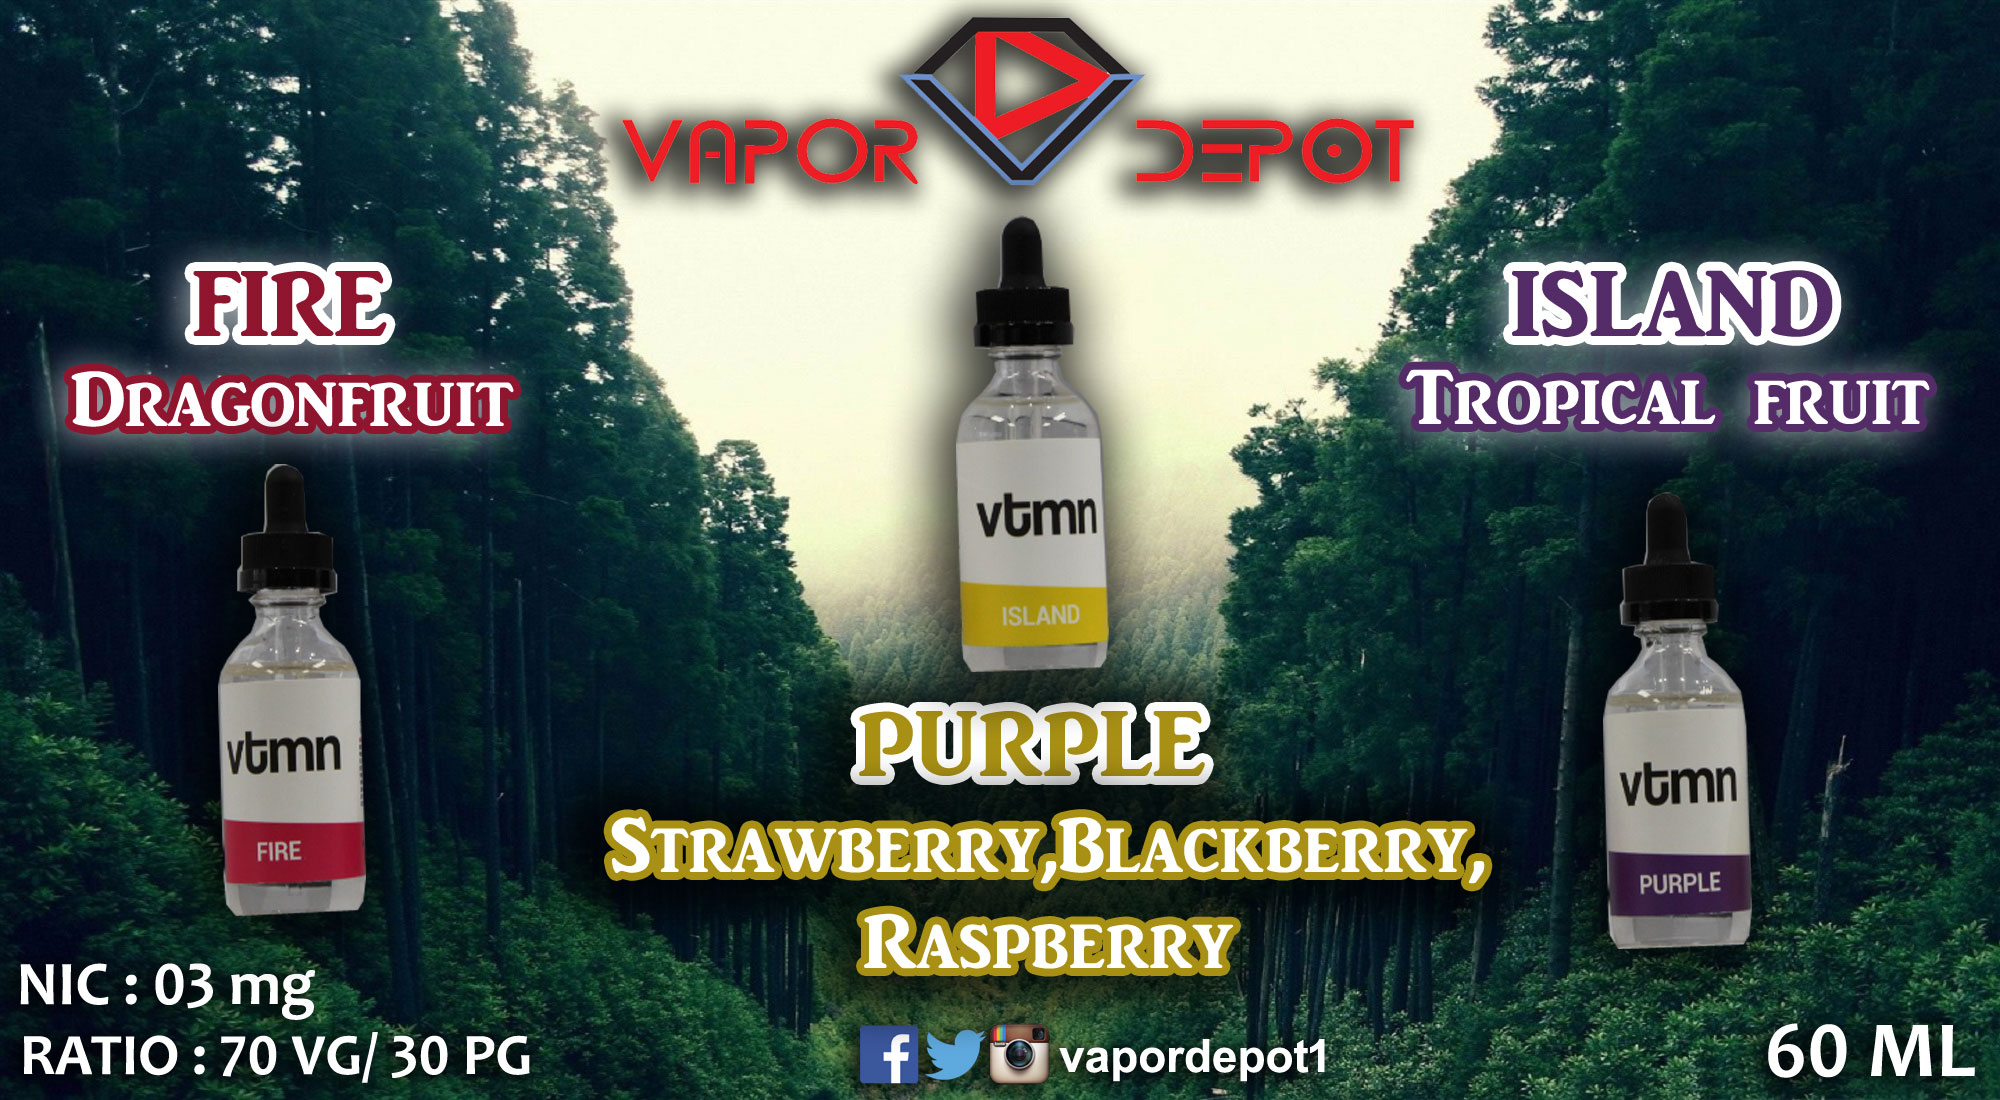 VAPOR DEPOT
FIRE
DRAGONFRUIT
ISLAND
TROPICAL FRUIT
vtmn
ISLAND
vtmn
FIRE
vtmn
PURPLE
PURPLE
STRAWBERRY,BLACKBERRY,
RASPBERRY
NIC : 03 mg
RATIO : 70 VG/ 30 PG
vapordepot1
60 ML